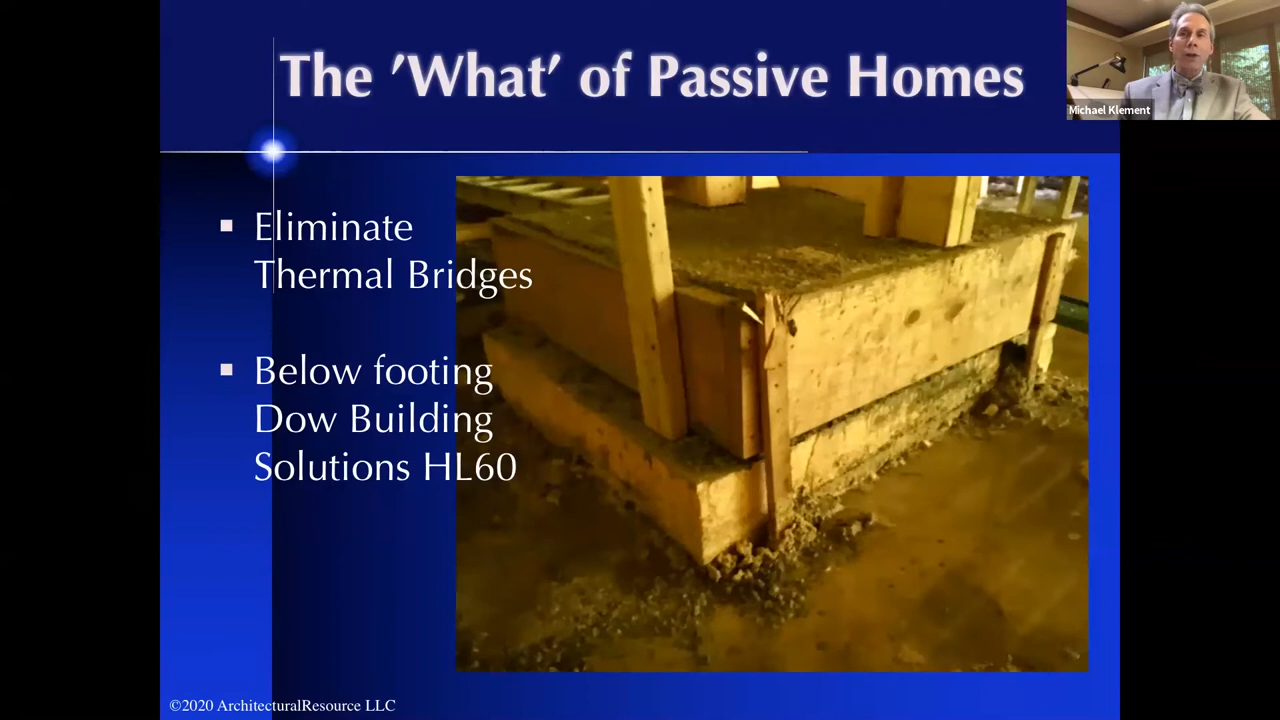 The ’What’ of Passive Homes
Michael Klement
▪ Eliminate
Thermal Bridges
▪ Below footing
Dow Building
Solutions HL60
©2020 ArchitecturalResource LLC